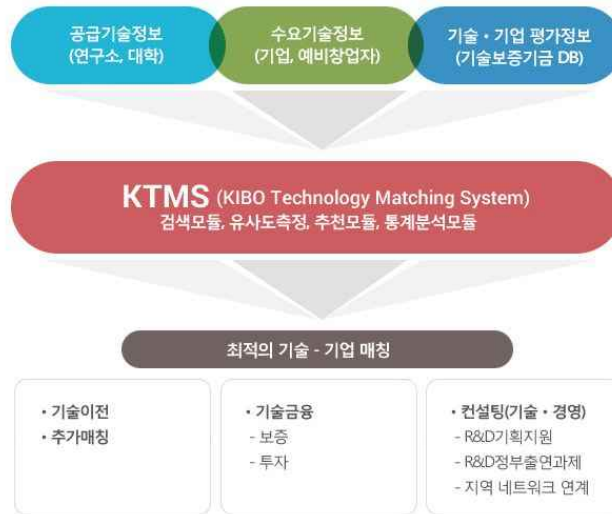 공급기술정보
(연구소, 대학)
수요기술정보
(기업, 예비창업자)
기술・기업 평가정보
(기술보증기금 DB)
KTMS (KIBO Technology Matching System)
검색모듈, 유사도측정, 추천모듈, 통계분석모듈
최적의 기술 - 기업 매칭
・기술이전
・추가매칭
・기술금융
- 보증
- 투자
・컨설팅(기술・경영)
- R&D기획지원
- R&D정부출연과제
- 지역 네트워크 연계